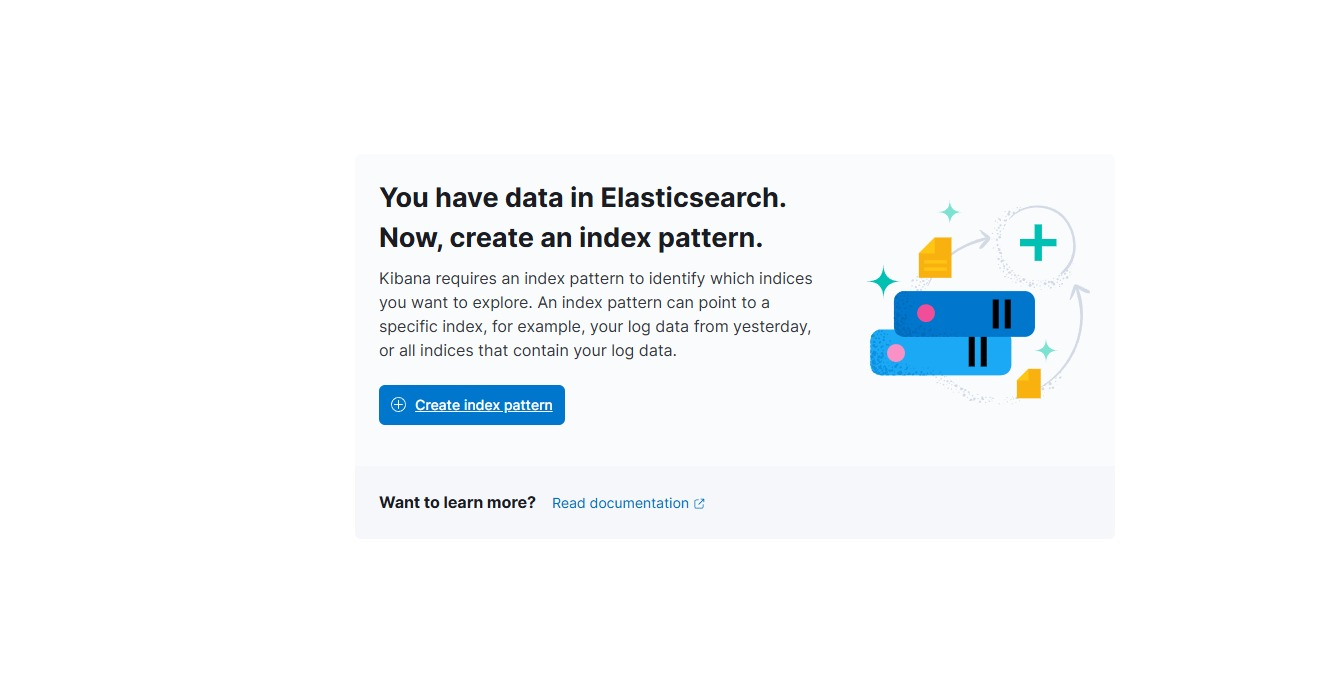 You have data in Elasticsearch.
Now, create an index pattern.
Kibana requires an index pattern to identify which indices
you want to explore. An index pattern can point to a
specific index, for example, your log data from yesterday,
or all indices that contain your log data.
Create index pattern
Want to learn more? Read documentation